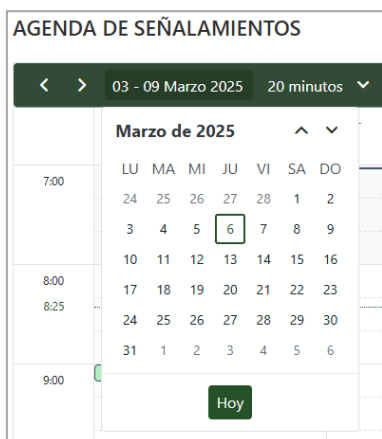 AGENDA DE SEÑALAMIENTOS
03 - 09 Marzo 2025 20 minutos
Marzo de 2025
LU MA MI JU VI SA DO
24 25 26 27 28 1 2
3 4 5 6 7 8 9
10 11 12 13 14 15 16
17 18 19 20 21 22 23
24 25 26 27 28 29 30
31 1 2 3 4 5 6
Hoy
7:00
8:00
8:25
9:00